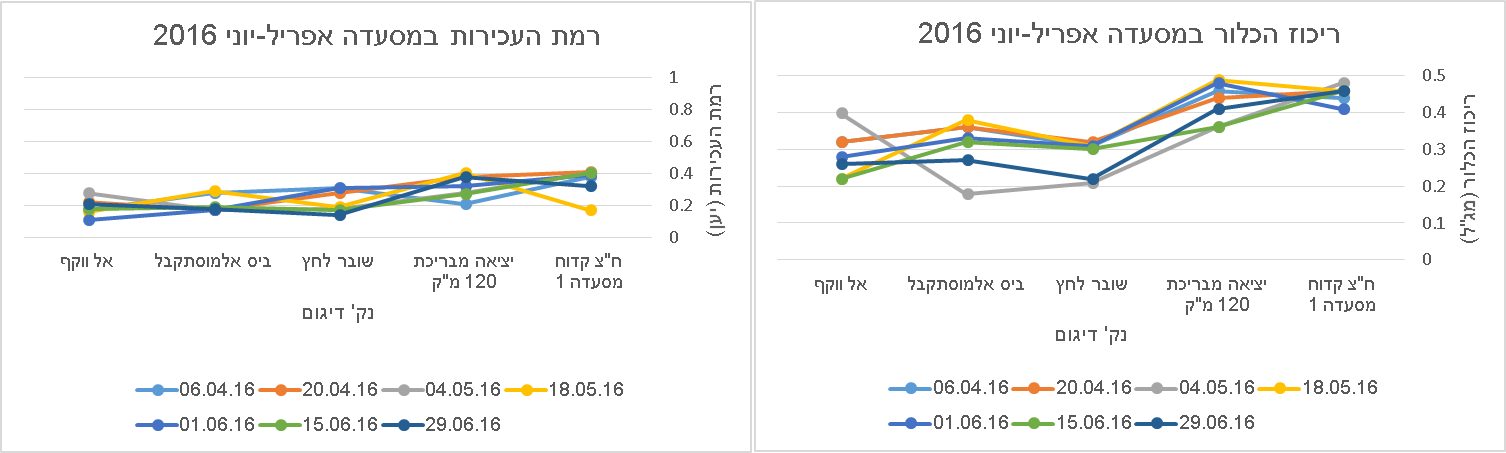 ריכוז הכלור במסעדה אפריל-יוני 2016
0.5
0.4
0.3
0.2
0.1
0
ריכוז הכלור (מג"ל)
ח"צ קדוח מסעדה 1
יציאה מבריכת 120 מ"ק
שובר לחץ
ביס אלמוסתקבל
אל ווקף
נק' דיגום
06.04.16 20.04.16 04.05.16 18.05.16
01.06.16 15.06.16 29.06.16
רמת העכירות במסעדה אפריל-יוני 2016
1
0.8
0.6
0.4
0.2
0
רמת העכירות (יען)
ח"צ קדוח מסעדה 1
יציאה מבריכת 120 מ"ק
שובר לחץ
ביס אלמוסתקבל
אל ווקף
נק' דיגום
06.04.16 20.04.16 04.05.16 18.05.16
01.06.16 15.06.16 29.06.16